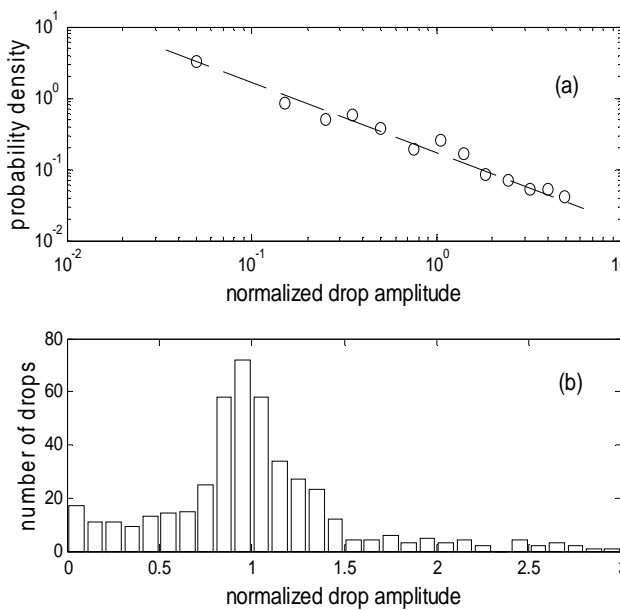 10^1
10^0
10^-1
10^-2
probability density
(a)
10^-2 10^-1 10^0 1
normalized drop amplitude
80
60
40
20
0
number of drops
(b)
0 0.5 1 1.5 2 2.5 3
normalized drop amplitude